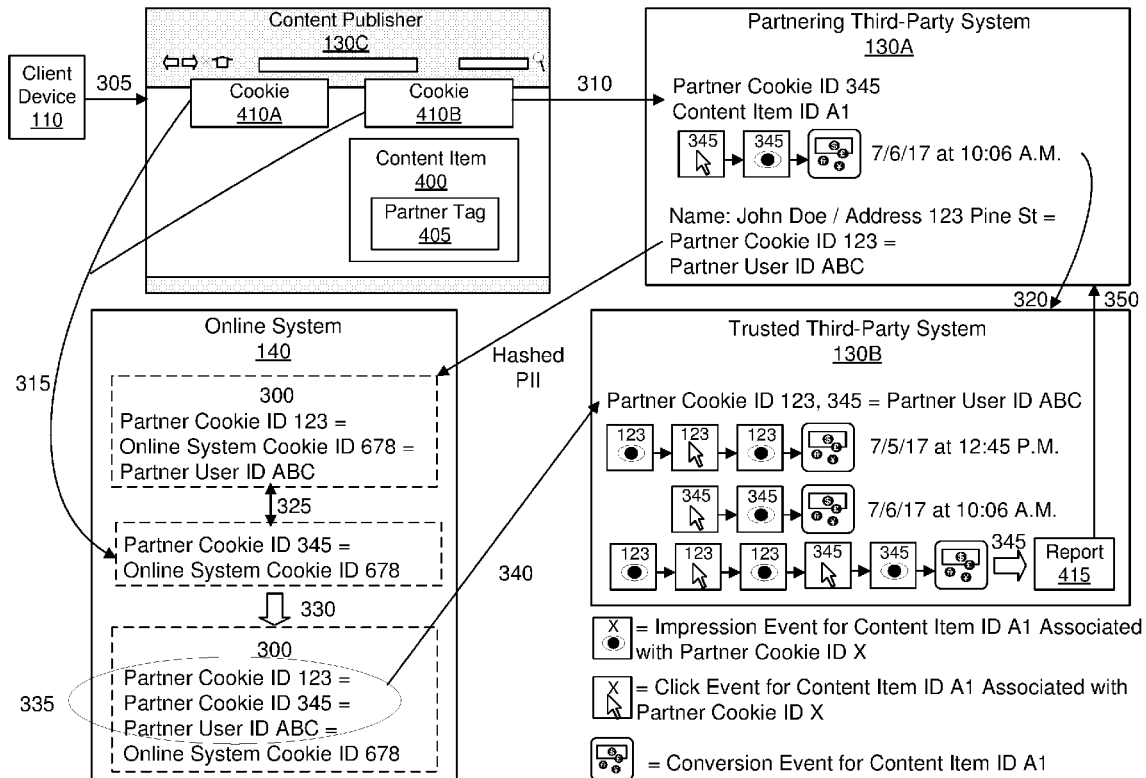 Content Publisher
130C
Client
Device
110
305
Cookie
410A
Cookie
410B
310
Content Item
400
Partner Tag
405
Partnering Third-Party System
130A
Partner Cookie ID 345
Content Item ID A1
345
345
7/6/17 at 10:06 A.M.
Name: John Doe / Address 123 Pine St =
Partner Cookie ID 123 =
Partner User ID ABC
320
350
315
Online System
140
Hashed
PII
300
Partner Cookie ID 123 =
Online System Cookie ID 678 =
Partner User ID ABC
325
Partner Cookie ID 345 =
Online System Cookie ID 678
330
300
335
Partner Cookie ID 123 =
Partner Cookie ID 345 =
Partner User ID ABC =
Online System Cookie ID 678
340
Trusted Third-Party System
130B
Partner Cookie ID 123, 345 = Partner User ID ABC
123
123
123
7/5/17 at 12:45 P.M.
345
345
7/6/17 at 10:06 A.M.
123
123
123
345
345
345
Report
415
X
= Impression Event for Content Item ID A1 Associated
with Partner Cookie ID X
X
= Click Event for Content Item ID A1 Associated with
Partner Cookie ID X
= Conversion Event for Content Item ID A1